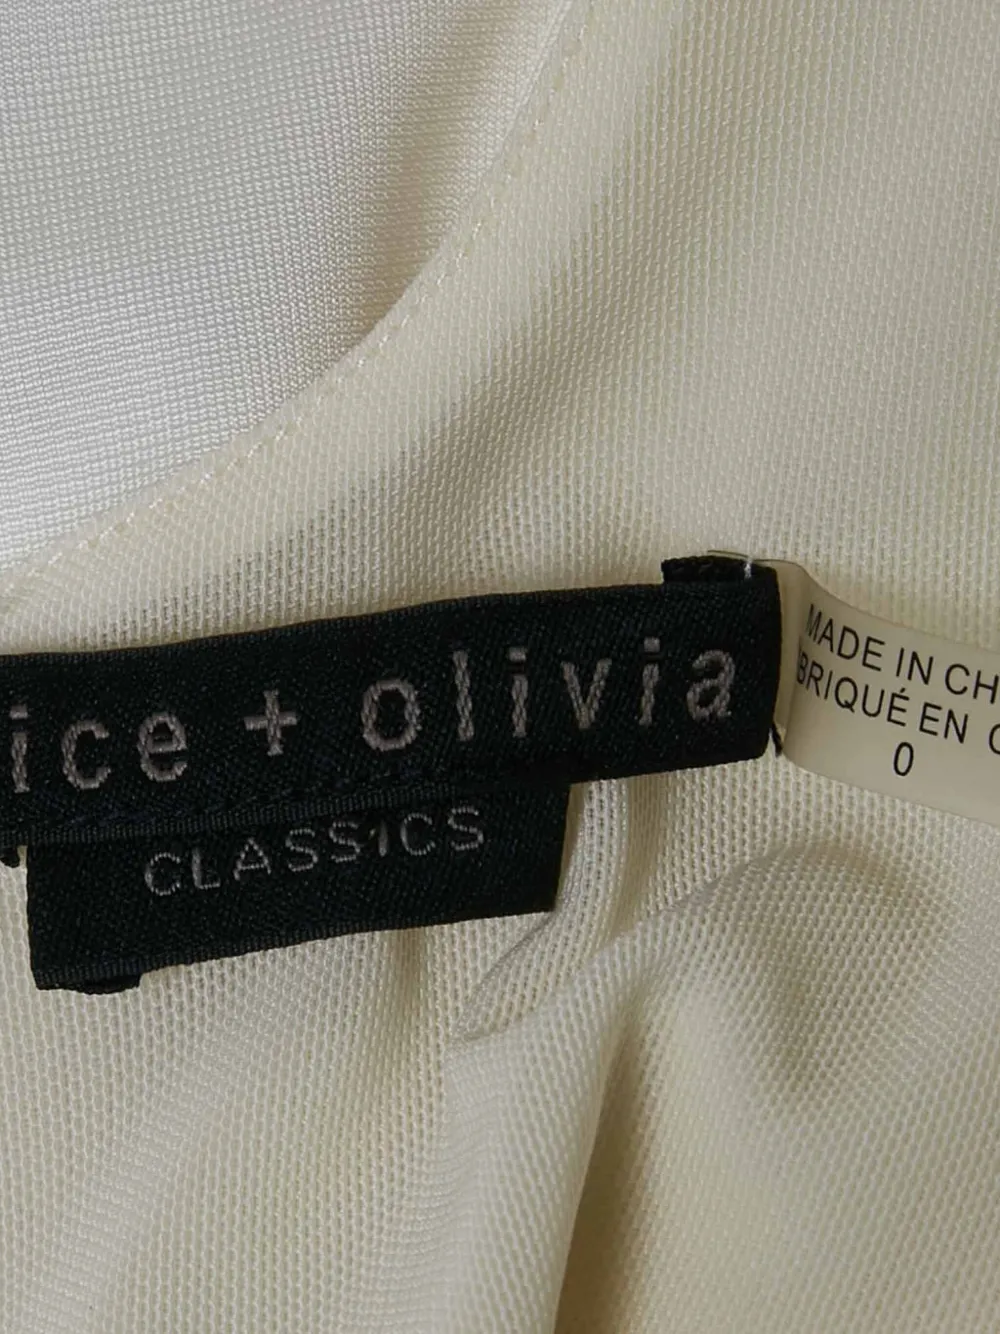 ice + olivia
CLASSICS
MADE IN CH
BRIQUÉ EN C
0